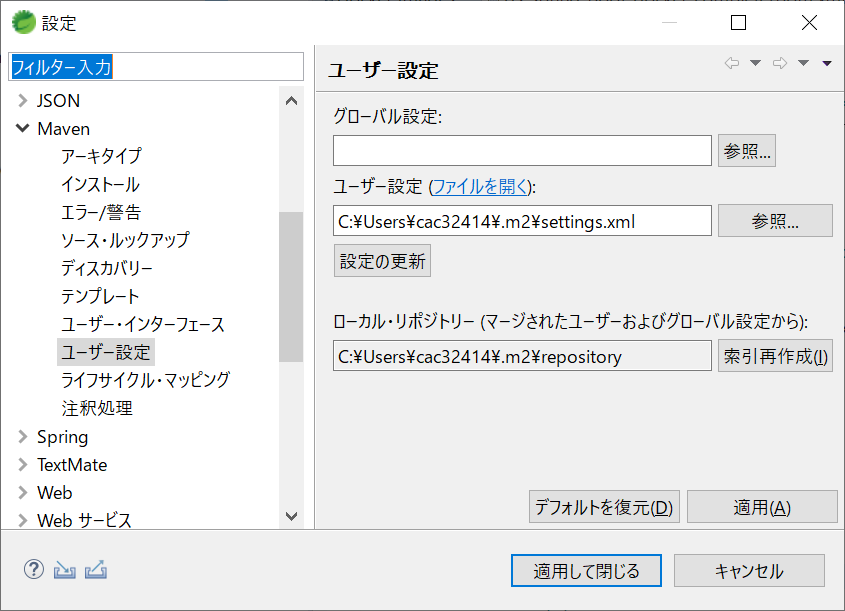 設定
フィルター入力
JSON
Maven
アーキタイプ
インストール
エラー/警告
ソース・ルックアップ
ディスカバリー
テンプレート
ユーザー・インターフェース
ユーザー設定
ライフサイクル・マッピング
注釈処理
Spring
TextMate
Web
Web サービス
ユーザー設定
グローバル設定:
参照...
ユーザー設定 (ファイルを開く):
C:¥Users¥cac32414¥.m2¥settings.xml
参照...
設定の更新
ローカル・リポジトリー (マージされたユーザーおよびグローバル設定から):
C:¥Users¥cac32414¥.m2¥repository
索引再作成(I)
デフォルトを復元(D)
適用(A)
適用して閉じる
キャンセル